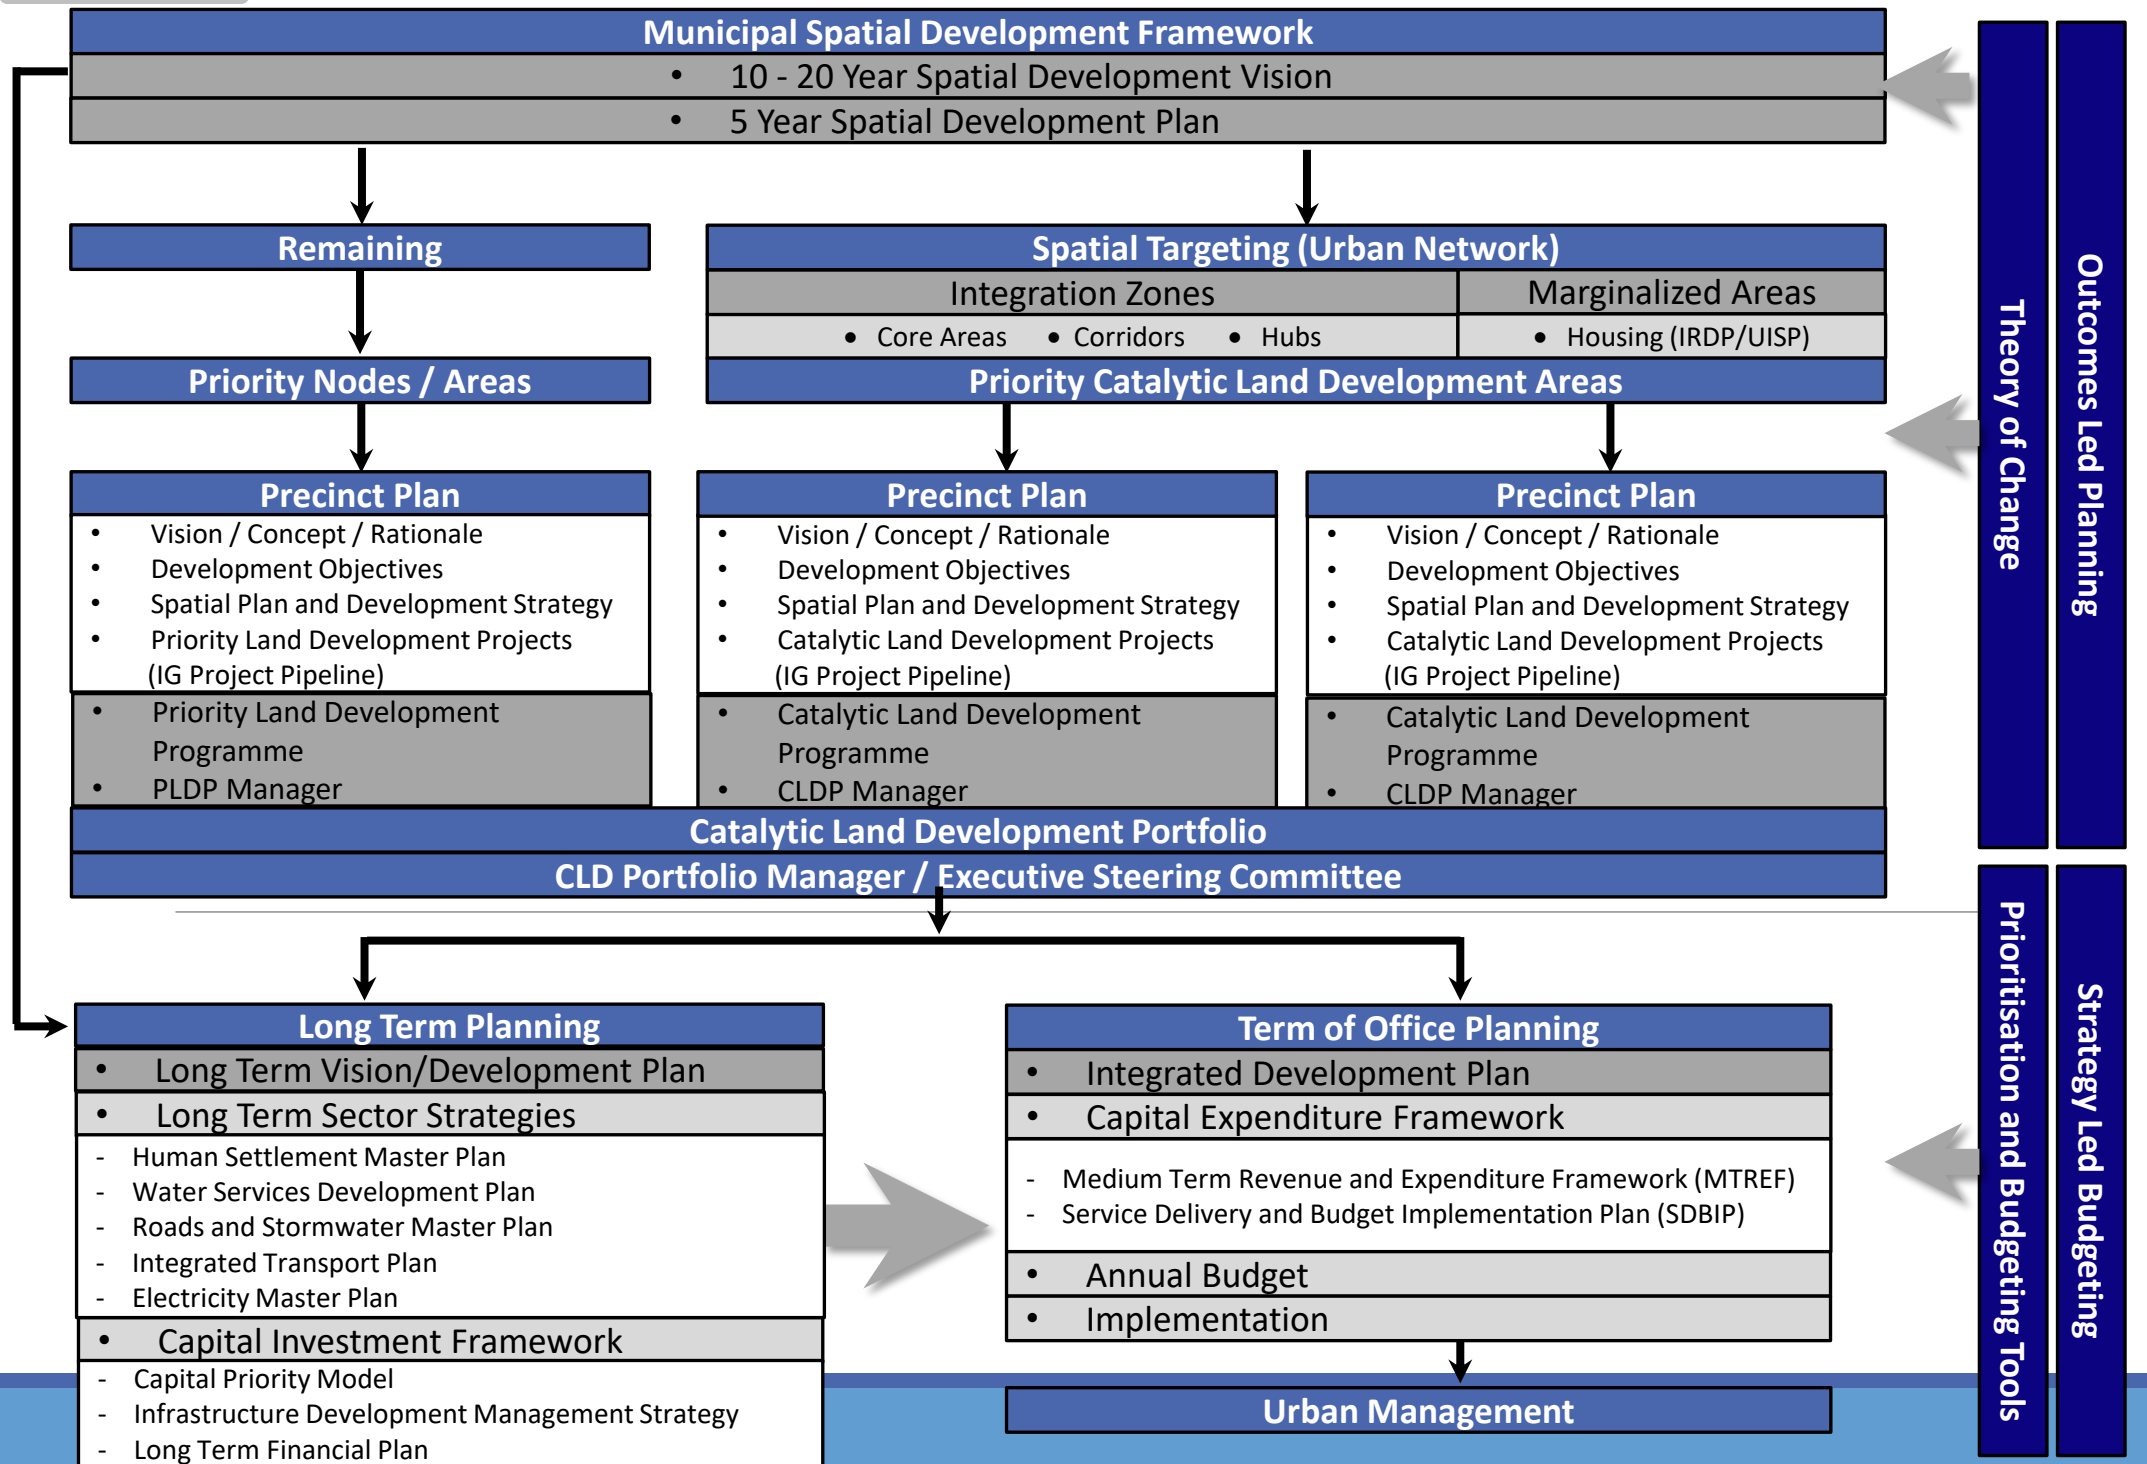 Municipal Spatial Development Framework
• 10 - 20 Year Spatial Development Vision
• 5 Year Spatial Development Plan
Remaining
Priority Nodes / Areas
Spatial Targeting (Urban Network)
Integration Zones
Marginalized Areas
• Core Areas • Corridors • Hubs
• Housing (IRDP/UISP)
Priority Catalytic Land Development Areas
Precinct Plan
• Vision / Concept / Rationale
• Development Objectives
• Spatial Plan and Development Strategy
• Priority Land Development Projects
(IG Project Pipeline)
• Priority Land Development
Programme
• PLDP Manager
Precinct Plan
• Vision / Concept / Rationale
• Development Objectives
• Spatial Plan and Development Strategy
• Catalytic Land Development Projects
(IG Project Pipeline)
• Catalytic Land Development
Programme
• CLDP Manager
Precinct Plan
• Vision / Concept / Rationale
• Development Objectives
• Spatial Plan and Development Strategy
• Catalytic Land Development Projects
(IG Project Pipeline)
• Catalytic Land Development
Programme
• CLDP Manager
Catalytic Land Development Portfolio
CLD Portfolio Manager / Executive Steering Committee
Long Term Planning
• Long Term Vision/Development Plan
• Long Term Sector Strategies
- Human Settlement Master Plan
- Water Services Development Plan
- Roads and Stormwater Master Plan
- Integrated Transport Plan
- Electricity Master Plan
• Capital Investment Framework
- Capital Priority Model
- Infrastructure Development Management Strategy
- Long Term Financial Plan
Term of Office Planning
• Integrated Development Plan
• Capital Expenditure Framework
- Medium Term Revenue and Expenditure Framework (MTREF)
- Service Delivery and Budget Implementation Plan (SDBIP)
• Annual Budget
• Implementation
Urban Management
Theory of Change
Outcomes Led Planning
Prioritisation and Budgeting Tools
Strategy Led Budgeting